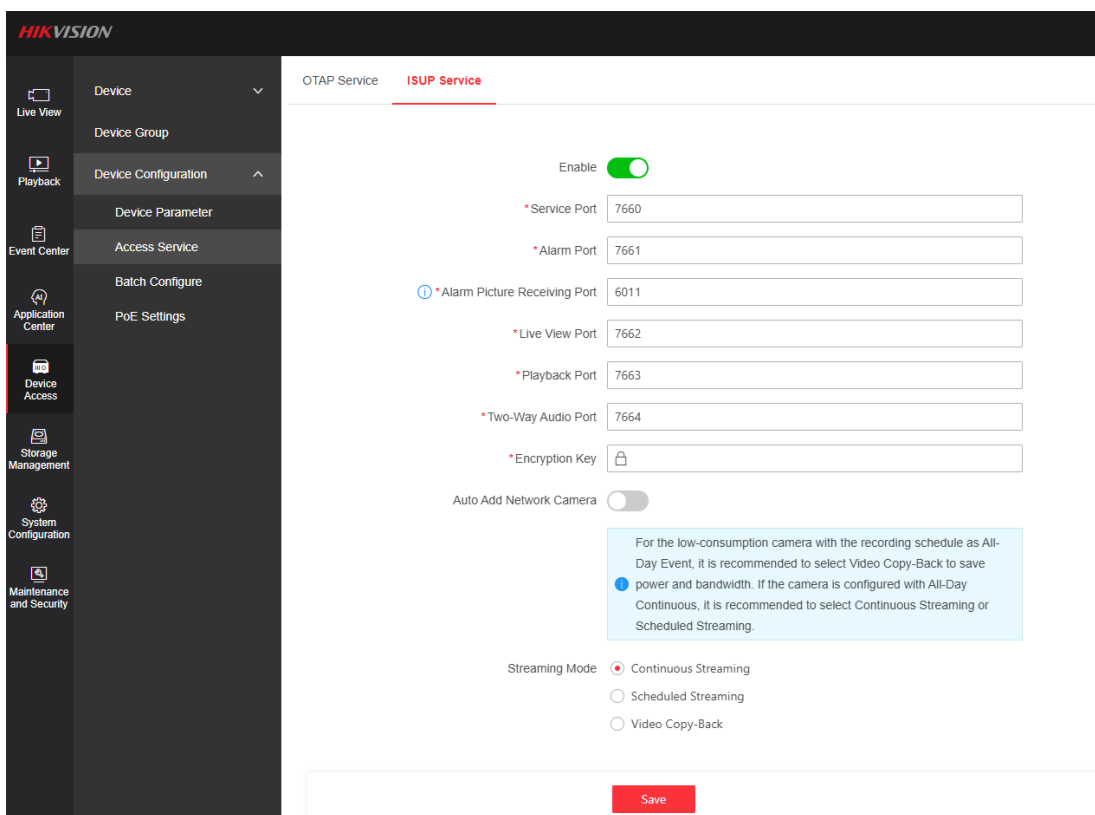 HIKVISION
Live View
Playback
Event Center
Application
Center
Device
Access
Storage
Management
System
Configuration
Maintenance
and Security
Device
Device Group
Device Configuration
Device Parameter
Access Service
Batch Configure
PoE Settings
OTAP Service ISUP Service
Enable
*Service Port 7660
*Alarm Port 7661
*Alarm Picture Receiving Port 6011
*Live View Port 7662
*Playback Port 7663
*Two-Way Audio Port 7664
*Encryption Key
Auto Add Network Camera
For the low-consumption camera with the recording schedule as All-
Day Event, it is recommended to select Video Copy-Back to save
power and bandwidth. If the camera is configured with All-Day
Continuous, it is recommended to select Continuous Streaming or
Scheduled Streaming.
Streaming Mode Continuous Streaming
Scheduled Streaming
Video Copy-Back
Save